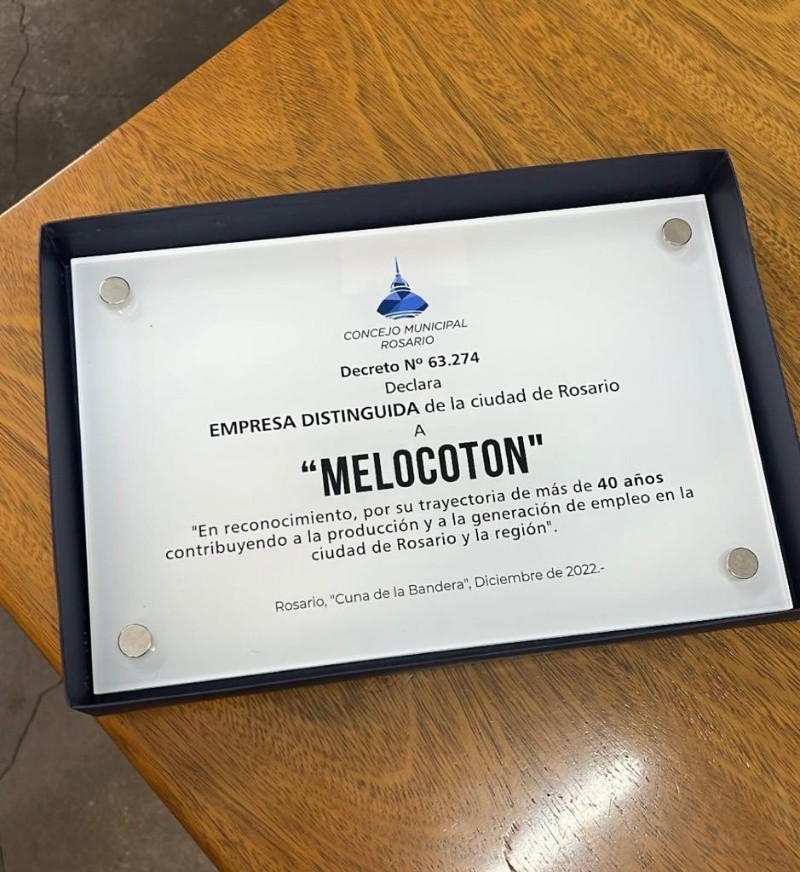 CONCEJO MUNICIPAL
ROSARIO
Decreto Nº 63.274
Declara
EMPRESA DISTINGUIDA de la ciudad de Rosario
A
“MELOCOTON"
"En reconocimiento, por su trayectoria de más de 40 años
contribuyendo a la producción y a la generación de empleo en la
ciudad de Rosario y la región".
Rosario, "Cuna de la Bandera", Diciembre de 2022.-